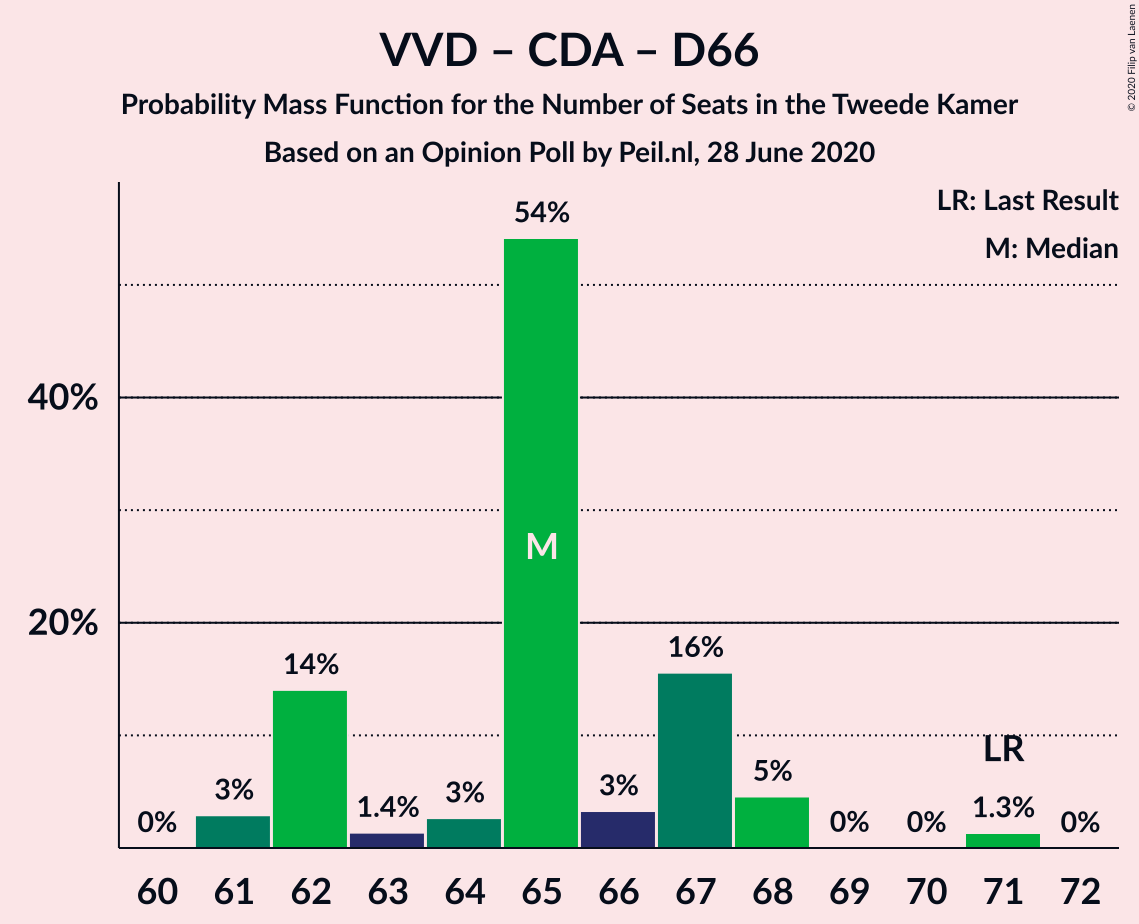 VVD – CDA – D66
Probability Mass Function for the Number of Seats in the Tweede Kamer
Based on an Opinion Poll by Peil.nl, 28 June 2020
© 2020 Filip van Laenen
LR: Last Result
M: Median
54%
40%
M
20%
16%
14%
LR
5%
3%
3%
3%
1.4%
1.3%
0%
0%
0%
0%
60 61 62 63 64 65 66 67 68 69 70 71 72